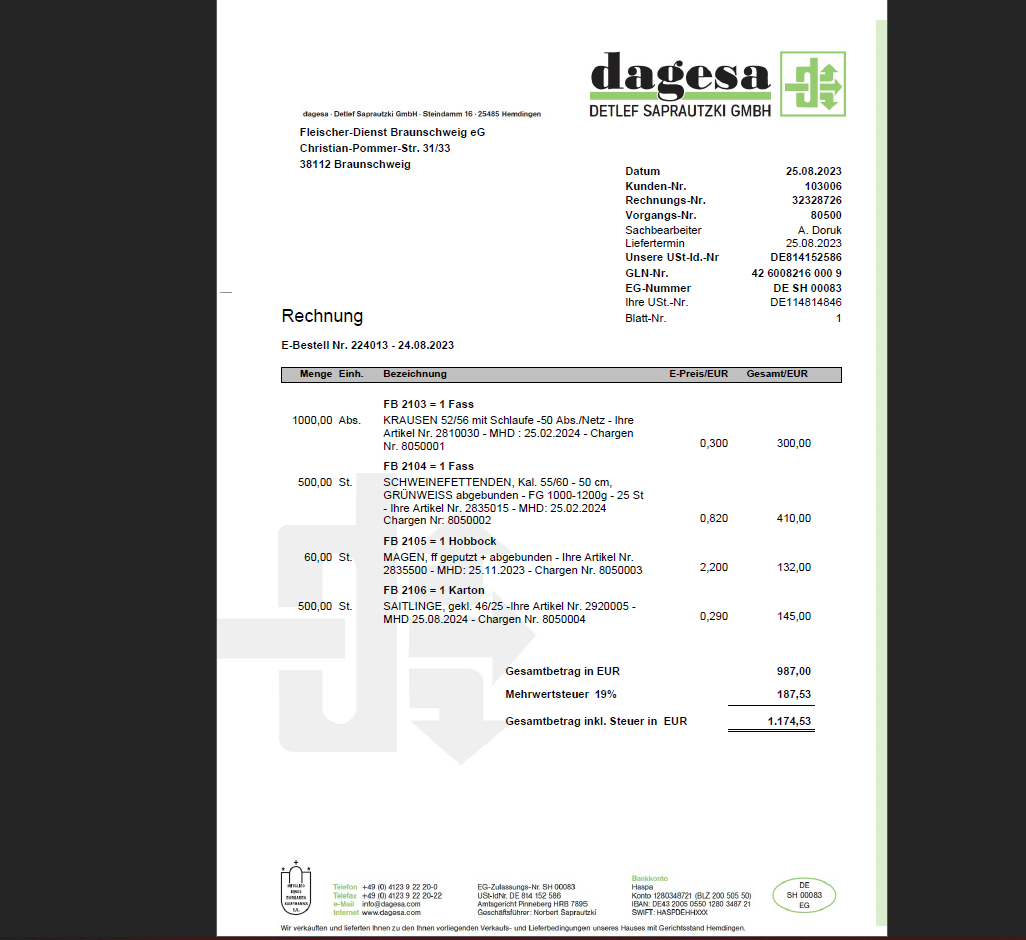 dagesa
DETLEF SAPRAUTZKI GMBH
dagesa · Detlef Saprautzki GmbH · Steindamm 16 · 25485 Hemdingen
Fleischer-Dienst Braunschweig eG
Christian-Pommer-Str. 31/33
38112 Braunschweig
Datum 25.08.2023
Kunden-Nr. 103006
Rechnungs-Nr. 32328726
Vorgangs-Nr. 80500
Sachbearbeiter A. Doruk
Liefertermin 25.08.2023
Unsere USt-Id.-Nr DE814152586
GLN-Nr. 42 6008216 000 9
EG-Nummer DE SH 00083
Ihre USt.-Nr. DE114814846
Blatt-Nr. 1
Rechnung
E-Bestell Nr. 224013 - 24.08.2023
Menge Einh. Bezeichnung E-Preis/EUR Gesamt/EUR
FB 2103 = 1 Fass
1000,00 Abs. KRAUSEN 52/56 mit Schlaufe -50 Abs./Netz - Ihre
Artikel Nr. 2810030 - MHD : 25.02.2024 - Chargen
Nr. 8050001 0,300 300,00
FB 2104 = 1 Fass
500,00 St. SCHWEINEFETTENDEN, Kal. 55/60 - 50 cm,
GRÜNWEISS abgebunden - FG 1000-1200g - 25 St
- Ihre Artikel Nr. 2835015 - MHD: 25.02.2024
Chargen Nr: 8050002 0,820 410,00
FB 2105 = 1 Hobbock
60,00 St. MAGEN, ff geputzt + abgebunden - Ihre Artikel Nr.
2835500 - MHD: 25.11.2023 - Chargen Nr. 8050003 2,200 132,00
FB 2106 = 1 Karton
500,00 St. SAITLINGE, gekl. 46/25 -Ihre Artikel Nr. 2920005 -
MHD 25.08.2024 - Chargen Nr. 8050004 0,290 145,00
Gesamtbetrag in EUR 987,00
Mehrwertsteuer 19% 187,53
Gesamtbetrag inkl. Steuer in EUR 1.174,53
MITGLIED
EINES
EHRBAREN
KAUFMANNS
Telefon +49 (0) 4123 9 22 20-0
Telefax +49 (0) 4123 9 22 20-22
e-Mail info@dagesa.com
Internet www.dagesa.com
EG-Zulassungs-Nr. SH 00083
USt-IdNr. DE 814 152 586
Amtsgericht Pinneberg HRB 7895
Geschäftsführer: Norbert Saprautzki
Bankkonto
Haspa
Konto 1280348721 (BLZ 200 505 50)
IBAN: DE43 2005 0550 1280 3487 21
SWIFT: HASPDEHHXXX
DE
SH 00083
EG
Wir verkauften und lieferten Ihnen zu den Ihnen vorliegenden Verkaufs- und Lieferbedingungen unseres Hauses mit Gerichtsstand Hemdingen.